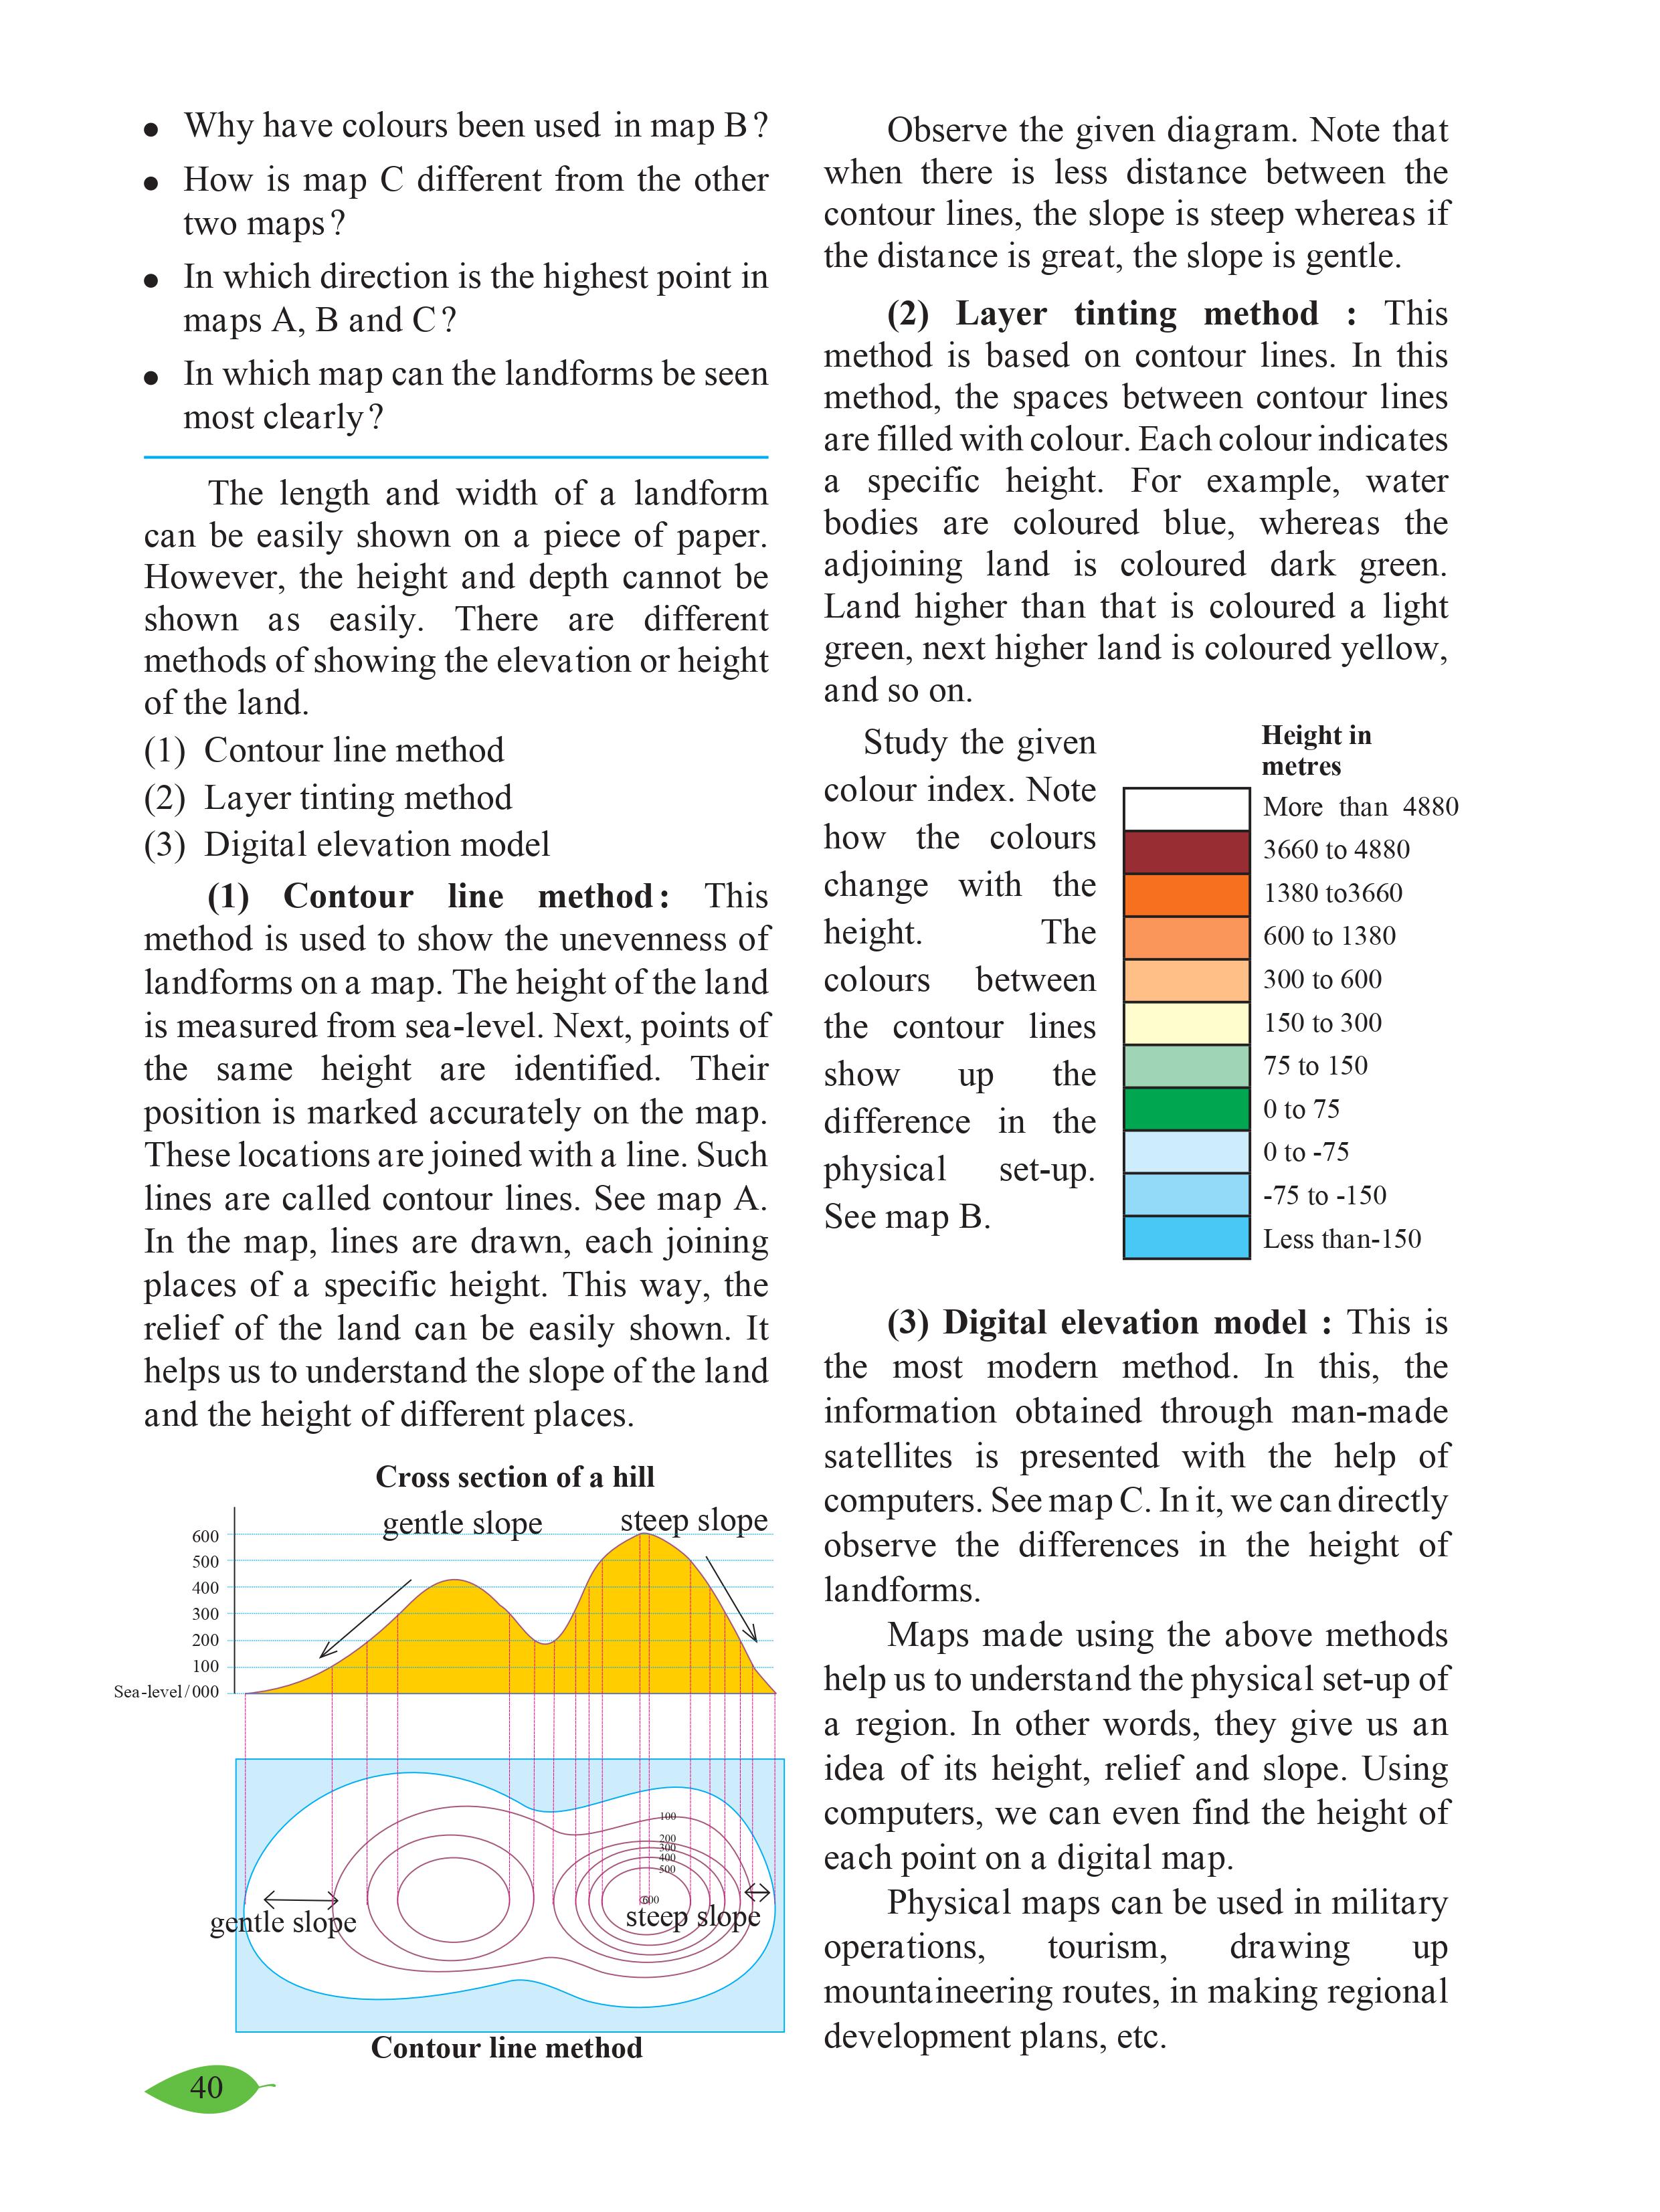 ● Why have colours been used in map B?
● How is map C different from the other
two maps?
● In which direction is the highest point in
maps A, B and C?
● In which map can the landforms be seen
most clearly?
The length and width of a landform
can be easily shown on a piece of paper.
However, the height and depth cannot be
shown as easily. There are different
methods of showing the elevation or height
of the land.
(1) Contour line method
(2) Layer tinting method
(3) Digital elevation model
(1) Contour line method: This
method is used to show the unevenness of
landforms on a map. The height of the land
is measured from sea-level. Next, points of
the same height are identified. Their
position is marked accurately on the map.
These locations are joined with a line. Such
lines are called contour lines. See map A.
In the map, lines are drawn, each joining
places of a specific height. This way, the
relief of the land can be easily shown. It
helps us to understand the slope of the land
and the height of different places.
Cross section of a hill
gentle slope
steep slope
600
500
400
300
200
100
Sea-level/000
100
200
300
400
500
600
gentle slope
steep slope
Contour line method
Observe the given diagram. Note that
when there is less distance between the
contour lines, the slope is steep whereas if
the distance is great, the slope is gentle.
(2) Layer tinting method : This
method is based on contour lines. In this
method, the spaces between contour lines
are filled with colour. Each colour indicates
a specific height. For example, water
bodies are coloured blue, whereas the
adjoining land is coloured dark green.
Land higher than that is coloured a light
green, next higher land is coloured yellow,
and so on.
Study the given
colour index. Note
how the colours
change with the
height. The
colours between
the contour lines
show up the
difference in the
physical set-up.
See map B.
Height in
metres
More than 4880
3660 to 4880
1380 to3660
600 to 1380
300 to 600
150 to 300
75 to 150
0 to 75
0 to -75
-75 to -150
Less than-150
(3) Digital elevation model : This is
the most modern method. In this, the
information obtained through man-made
satellites is presented with the help of
computers. See map C. In it, we can directly
observe the differences in the height of
landforms.
Maps made using the above methods
help us to understand the physical set-up of
a region. In other words, they give us an
idea of its height, relief and slope. Using
computers, we can even find the height of
each point on a digital map.
Physical maps can be used in military
operations, tourism, drawing up
mountaineering routes, in making regional
development plans, etc.
40